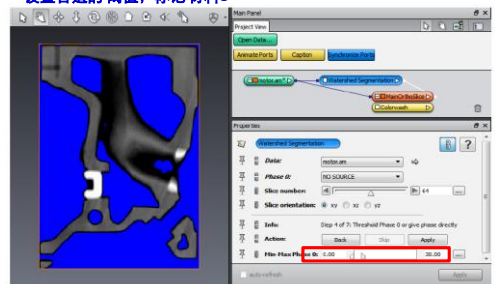 设置合适的阈值，标记材料0
Main Panel
Project View
Open Data...
Animate Ports Caption Synchronize Ports
motor.am Watershed Segmentation
MainOrthoSlice
Colorwash
Properties
Watershed Segmentation
Data: motor.am
Phase 0: NO SOURCE
Slice number: 64
Slice orientation: xy xz yz
Info: Step 4 of 7: Threshold Phase 0 or give phase directly
Action: Back Skip Apply
Min Max Phase 0: 0.00 30.00
auto-refresh Apply